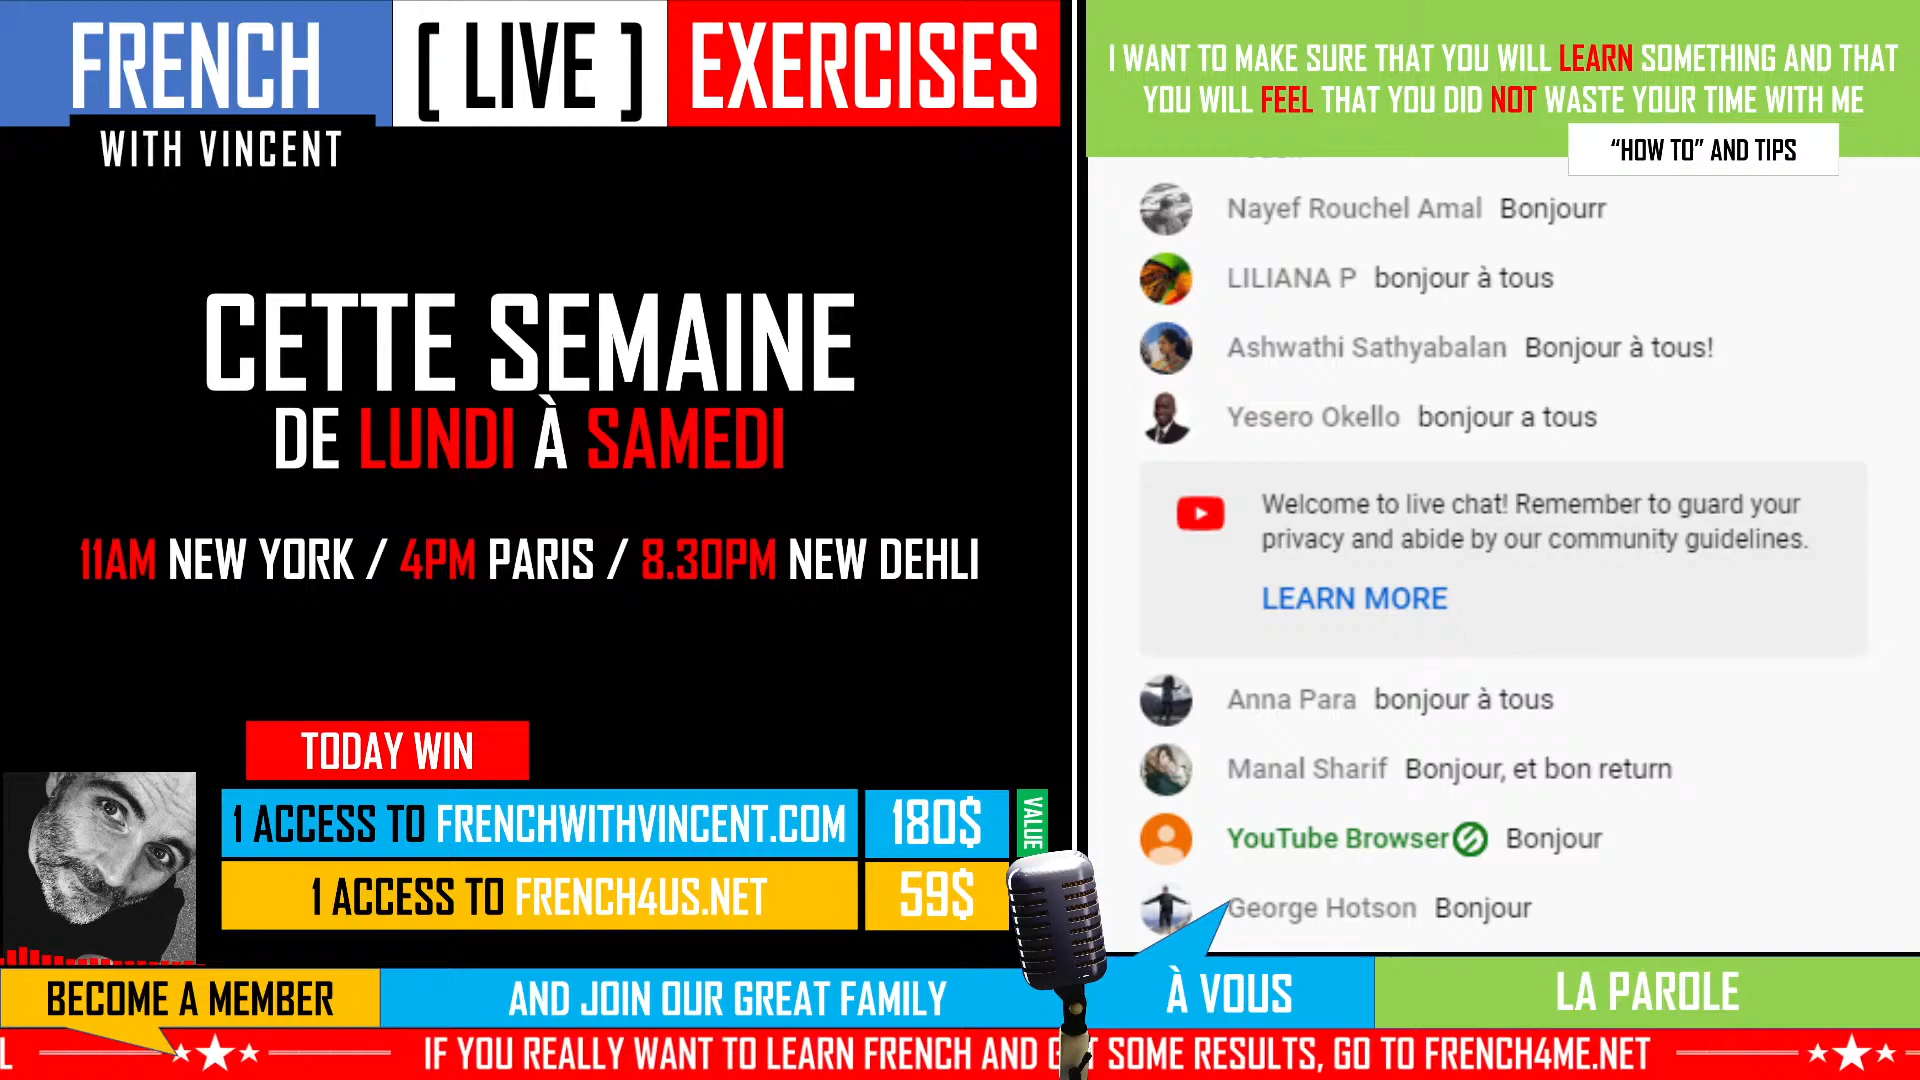 FRENCH [ LIVE ] EXERCISES
WITH VINCENT
CETTE SEMAINE
DE LUNDI À SAMEDI
11AM NEW YORK / 4PM PARIS / 8.30PM NEW DEHLI
TODAY WIN
1 ACCESS TO FRENCHWITHVINCENT.COM 180$
VALUE
1 ACCESS TO FRENCH4US.NET 59$
I WANT TO MAKE SURE THAT YOU WILL LEARN SOMETHING AND THAT
YOU WILL FEEL THAT YOU DID NOT WASTE YOUR TIME WITH ME
“HOW TO” AND TIPS
Nayef Rouchel Amal Bonjourr
LILIANA P bonjour à tous
Ashwathi Sathyabalan Bonjour à tous!
Yesero Okello bonjour a tous
Welcome to live chat! Remember to guard your
privacy and abide by our community guidelines.
LEARN MORE
Anna Para bonjour à tous
Manal Sharif Bonjour, et bon return
YouTube Browser Bonjour
George Hotson Bonjour
BECOME A MEMBER AND JOIN OUR GREAT FAMILY
À VOUS LA PAROLE
IF YOU REALLY WANT TO LEARN FRENCH AND GET SOME RESULTS, GO TO FRENCH4ME.NET